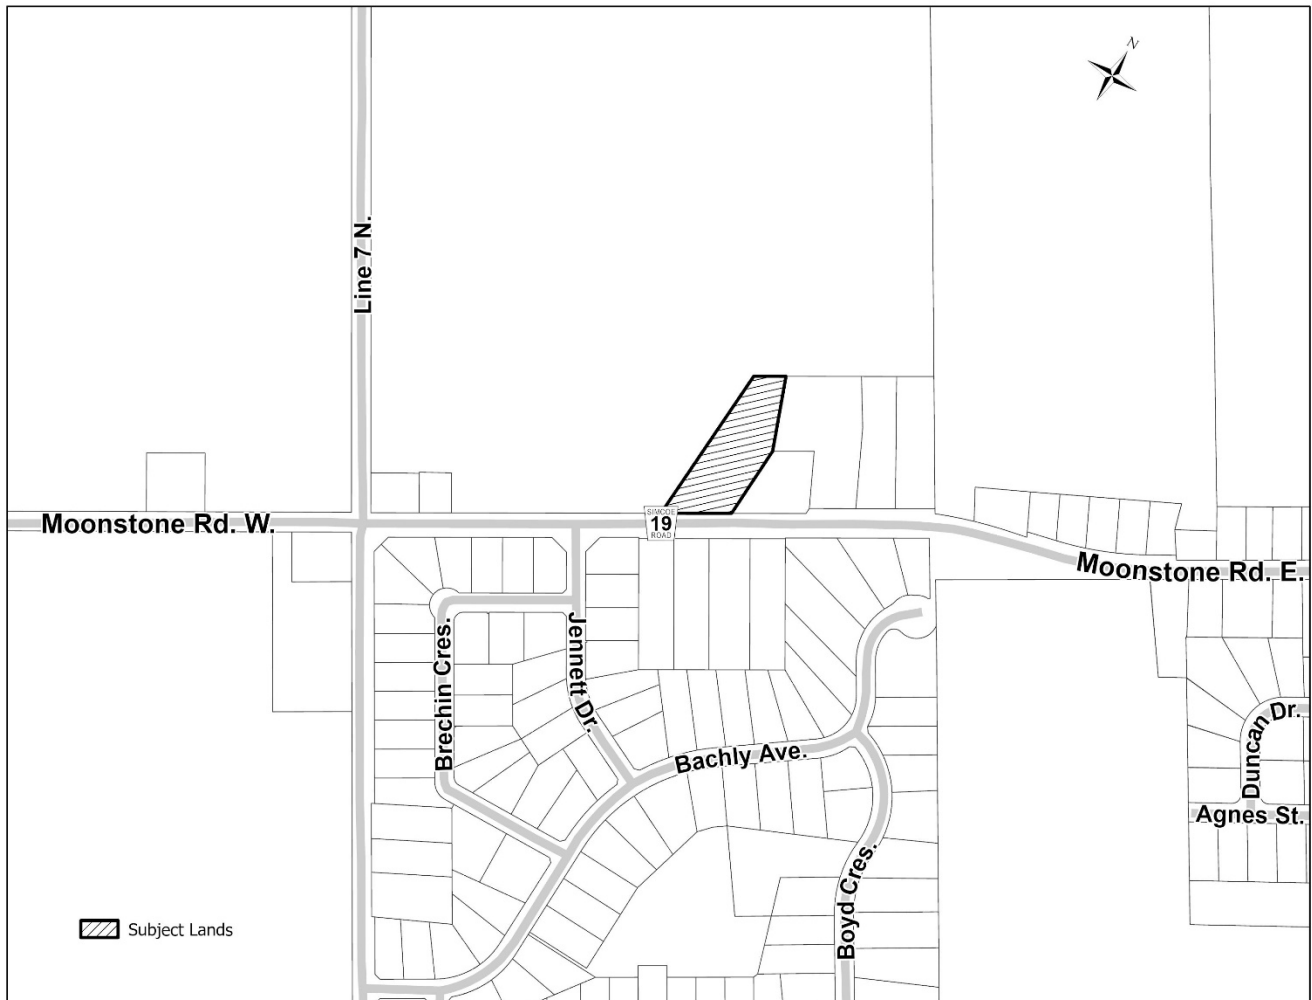 N
Line 7 N.
SIMCOE
19
ROAD
Moonstone Rd. W.
Moonstone Rd. E.
Brechin Cres.
Jennett Dr.
Bachly Ave.
Duncan Dr.
Agnes St.
Boyd Cres.
Subject Lands